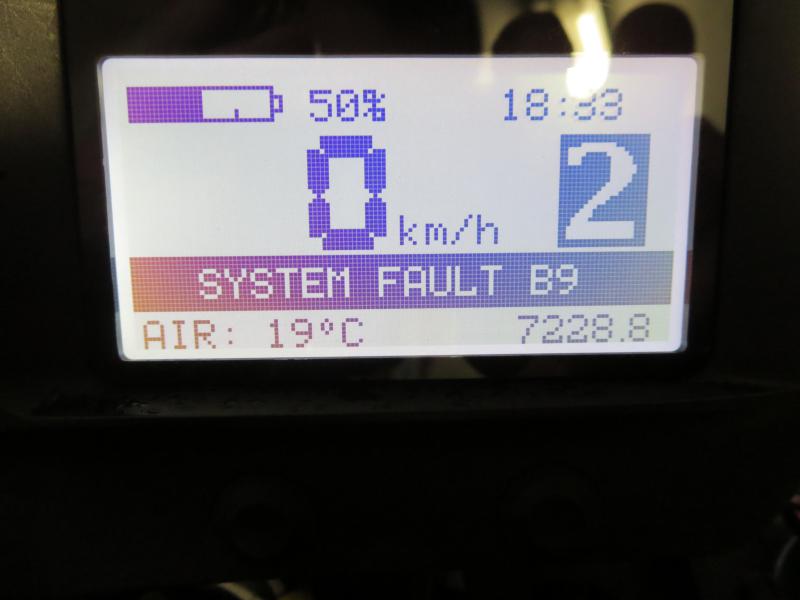 50% 18:33
0 km/h 2
SYSTEM FAULT B9
AIR: 19°C 7228.8